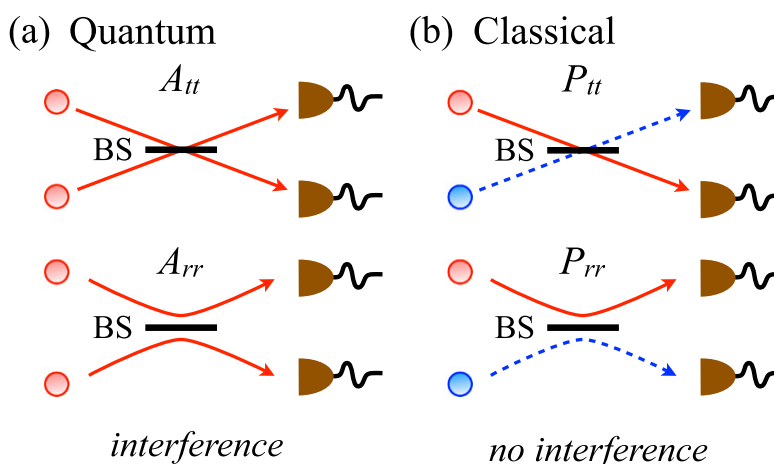 (a) Quantum
(b) Classical
A_tt
P_tt
BS
BS
A_rr
P_rr
BS
BS
interference
no interference